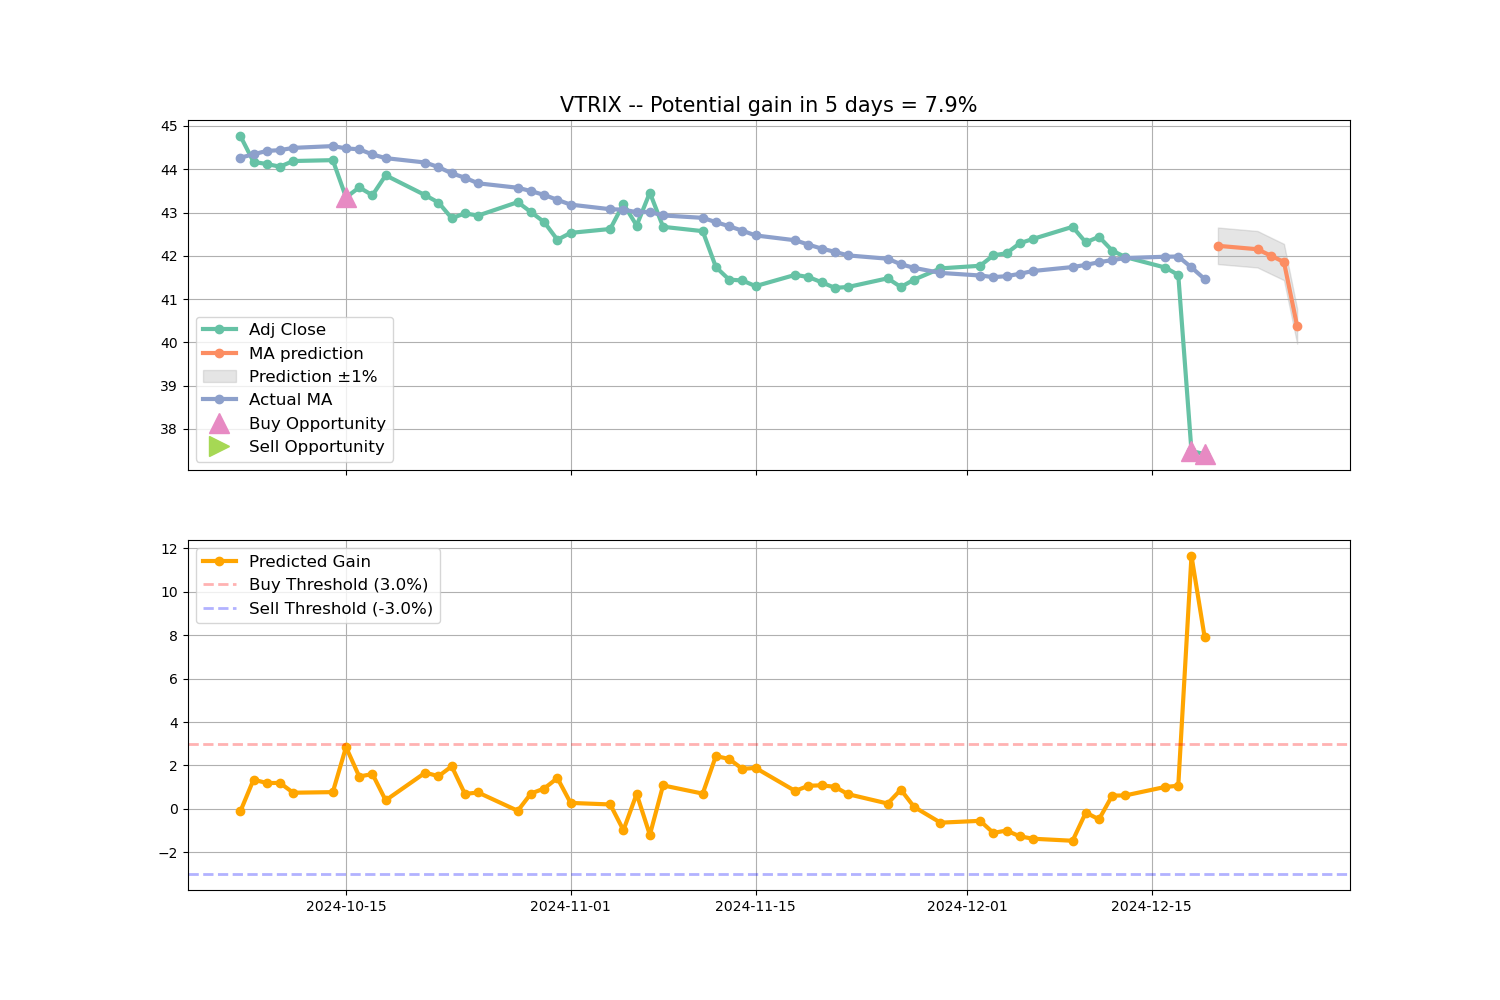 VTRIX -- Potential gain in 5 days = 7.9%
45
44
43
42
41
40
39
38
Adj Close
MA prediction
Prediction ±1%
Actual MA
Buy Opportunity
Sell Opportunity
12
10
8
6
4
2
0
−2
Predicted Gain
Buy Threshold (3.0%)
Sell Threshold (-3.0%)
2024-10-15
2024-11-01
2024-11-15
2024-12-01
2024-12-15